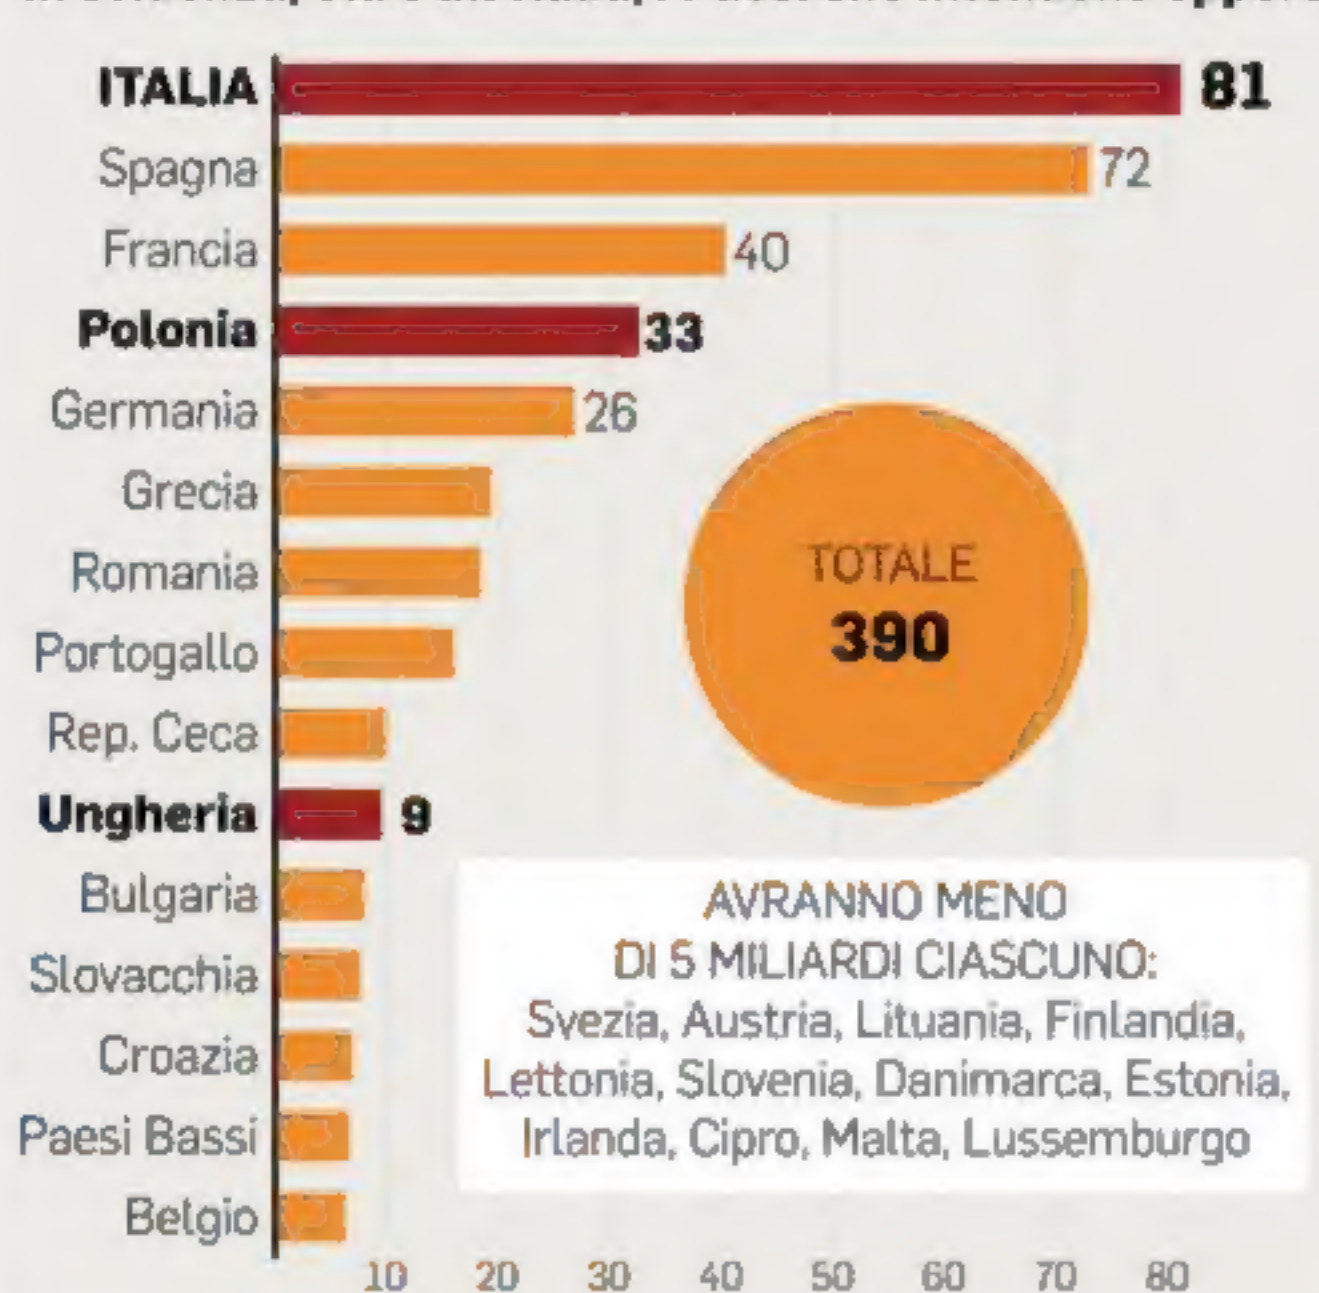 ITALIA 81
Spagna 72
Francia 40
Polonia 33
Germania 26
Grecia
Romania
Portogallo
Rep. Ceca
Ungheria 9
Bulgaria
Slovacchia
Croazia
Paesi Bassi
Belgio
10 20 30 40 50 60 70 80
TOTALE
390
AVRANNO MENO
DI 5 MILIARDI CIASCUNO:
Svezia, Austria, Lituania, Finlandia,
Lettonia, Slovenia, Danimarca, Estonia,
Irlanda, Cipro, Malta, Lussemburgo